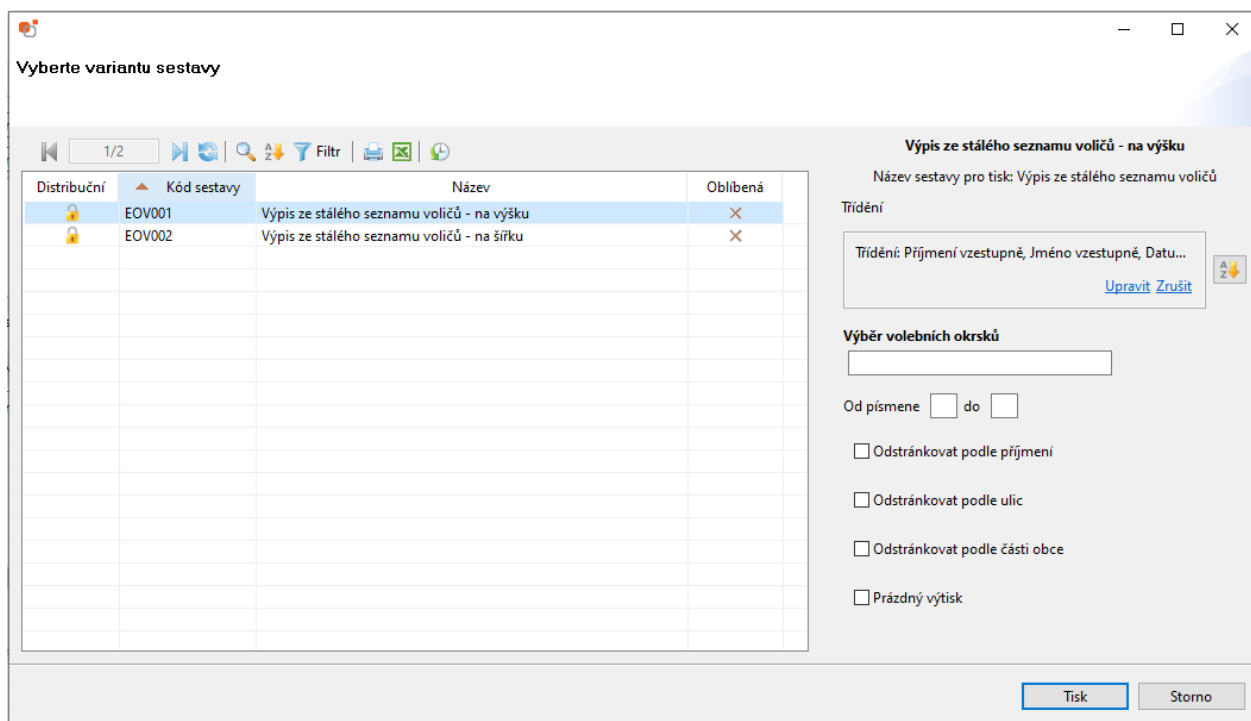 Vyberte variantu sestavy
1/2 Filtr
Distribuční Kód sestavy Název Oblíbená
EOV001 Výpis ze stálého seznamu voličů - na výšku
EOV002 Výpis ze stálého seznamu voličů - na šířku
Výpis ze stálého seznamu voličů - na výšku
Název sestavy pro tisk: Výpis ze stálého seznamu voličů
Třídění
Třídění: Příjmení vzestupně, Jméno vzestupně, Datu...
Upravit Zrušit
Výběr volebních okrsků
Od písmene do
Odstránkovat podle příjmení
Odstránkovat podle ulic
Odstránkovat podle části obce
Prázdný výtisk
Tisk Storno